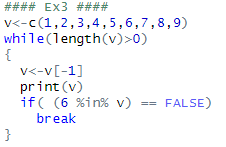 #### Ex3 ####
v<-c(1,2,3,4,5,6,7,8,9)
while(length(v)>0)
{
  v<-v[-1]
  print(v)
  if( (6 %in% v) == FALSE)
    break
}